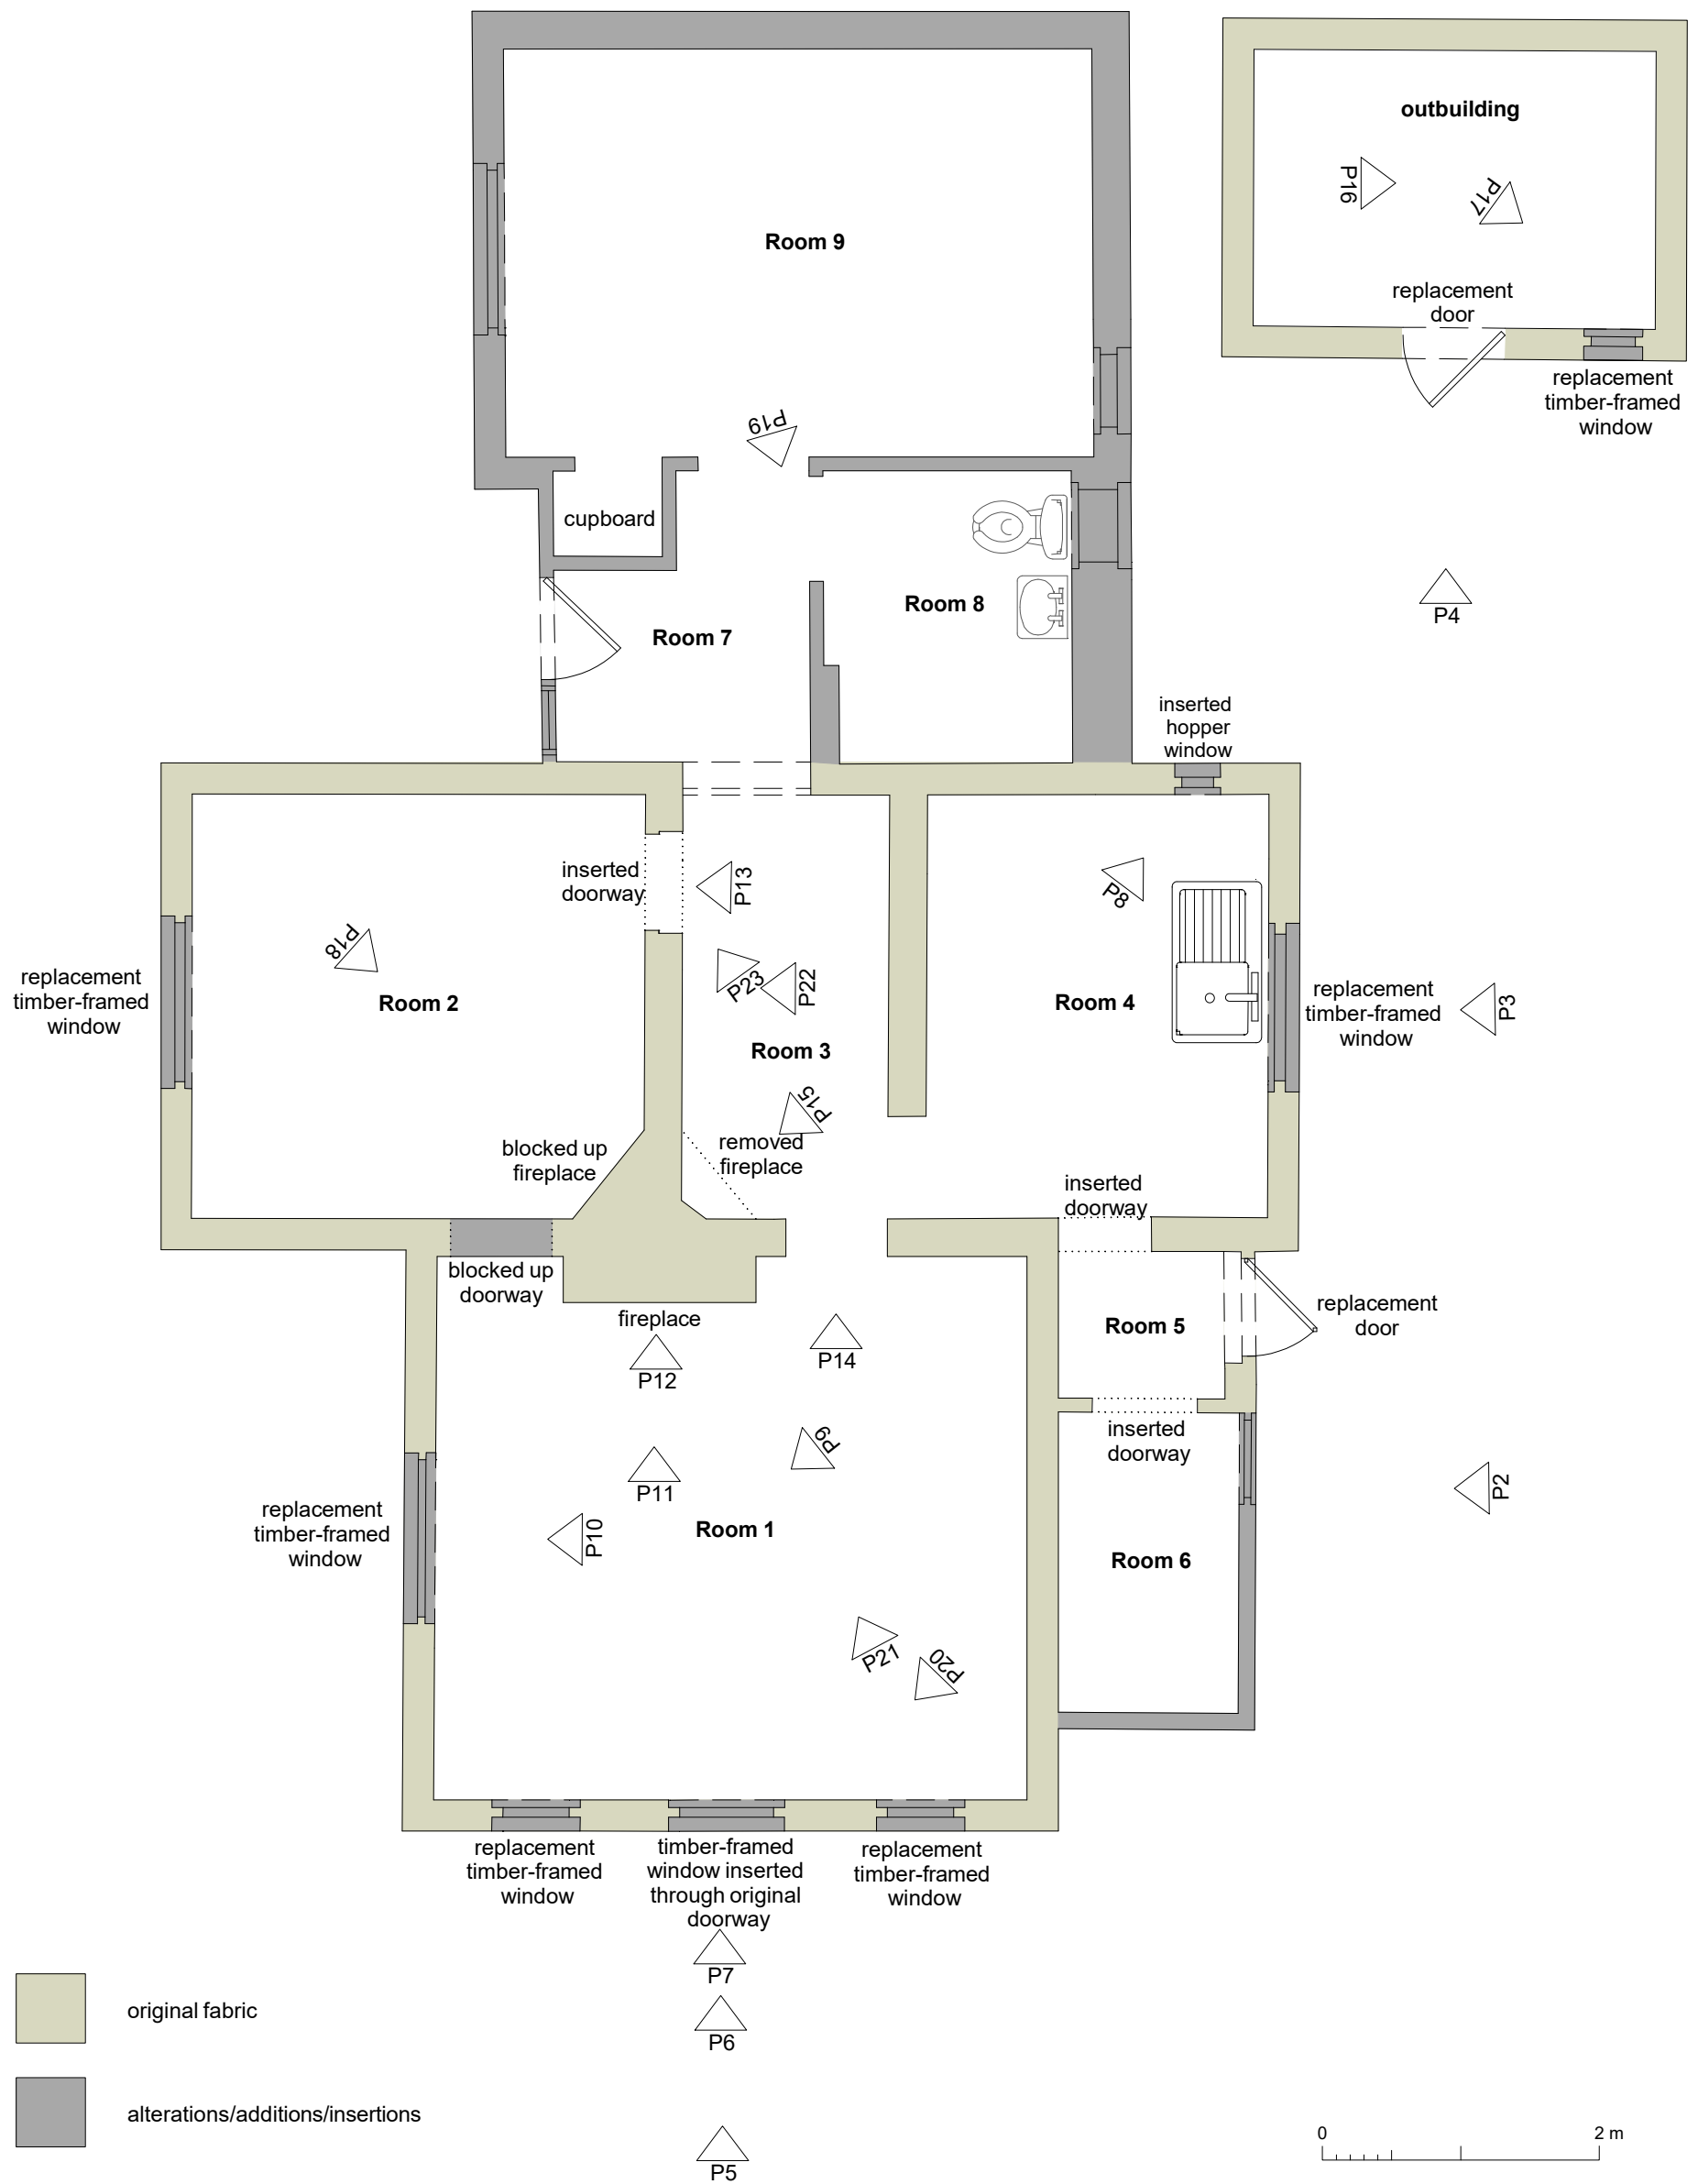 outbuilding
P16
P17
replacement
door
replacement
timber-framed
window
Room 9
P19
cupboard
Room 7
Room 8
P4
inserted
hopper
window
inserted
doorway
P13
P8
P18
replacement
timber-framed
window
Room 2
P23
P22
Room 3
Room 4
replacement
timber-framed
window
P3
P15
blocked up
fireplace
removed
fireplace
inserted
doorway
blocked up
doorway
fireplace
P12
P14
Room 5
replacement
door
inserted
doorway
P9
P11
P10
Room 1
replacement
timber-framed
window
P2
Room 6
P21
P20
replacement
timber-framed
window
timber-framed
window inserted
through original
doorway
replacement
timber-framed
window
P7
P6
P5
original fabric
alterations/additions/insertions
0 2 m